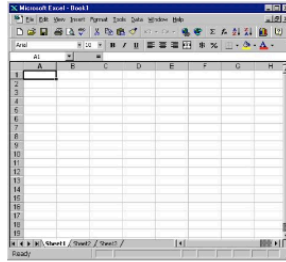 Microsoft Excel - Book1
File Edit View Insert Format Tools Data Window Help
Arial 10 B I U $ %
A1 =
A B C D E F G H
1
2
3
4
5
6
7
8
9
10
11
12
13
14
15
16
17
18
19
Sheet1 Sheet2 Sheet3
Ready